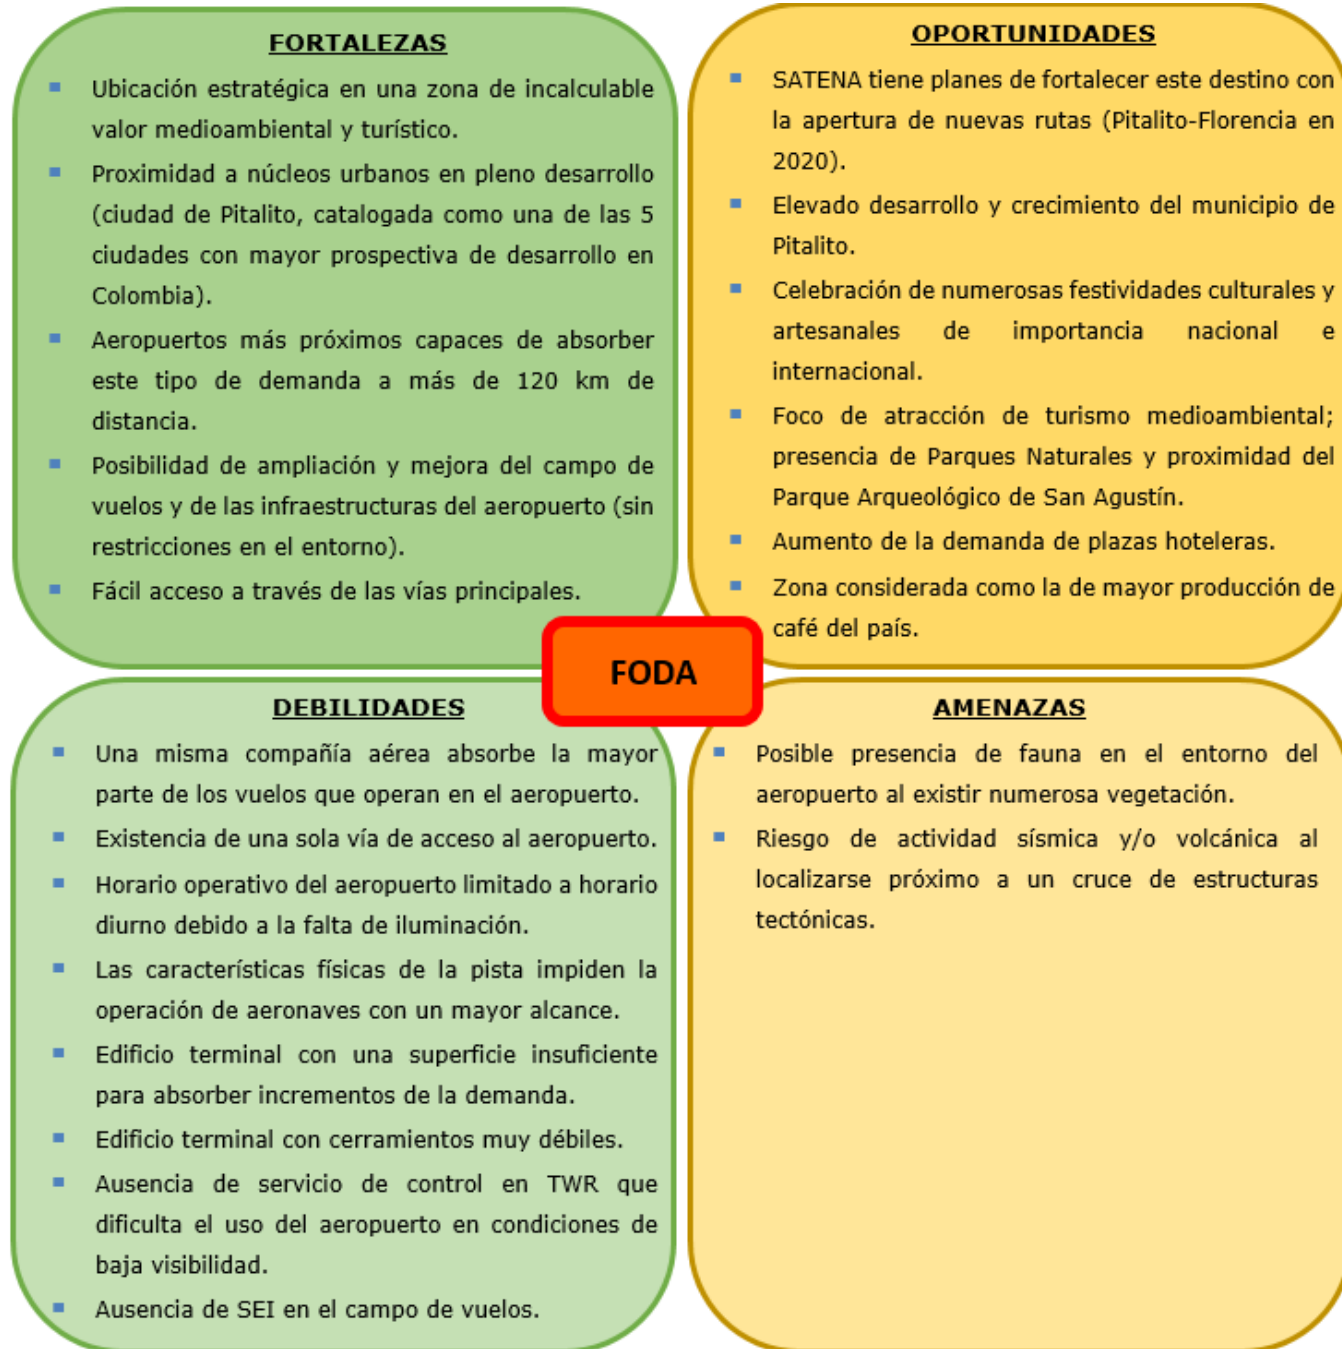 FORTALEZAS
Ubicación estratégica en una zona de incalculable
valor medioambiental y turístico.
Proximidad a núcleos urbanos en pleno desarrollo
(ciudad de Pitalito, catalogada como una de las 5
ciudades con mayor prospectiva de desarrollo en
Colombia).
Aeropuertos más próximos capaces de absorber
este tipo de demanda a más de 120 km de
distancia.
Posibilidad de ampliación y mejora del campo de
vuelos y de las infraestructuras del aeropuerto (sin
restricciones en el entorno).
Fácil acceso a través de las vías principales.
OPORTUNIDADES
SATENA tiene planes de fortalecer este destino con
la apertura de nuevas rutas (Pitalito-Florencia en
2020).
Elevado desarrollo y crecimiento del municipio de
Pitalito.
Celebración de numerosas festividades culturales y
artesanales de importancia nacional e
internacional.
Foco de atracción de turismo medioambiental;
presencia de Parques Naturales y proximidad del
Parque Arqueológico de San Agustín.
Aumento de la demanda de plazas hoteleras.
Zona considerada como la de mayor producción de
café del país.
FODA
DEBILIDADES
Una misma compañía aérea absorbe la mayor
parte de los vuelos que operan en el aeropuerto.
Existencia de una sola vía de acceso al aeropuerto.
Horario operativo del aeropuerto limitado a horario
diurno debido a la falta de iluminación.
Las características físicas de la pista impiden la
operación de aeronaves con un mayor alcance.
Edificio terminal con una superficie insuficiente
para absorber incrementos de la demanda.
Edificio terminal con cerramientos muy débiles.
Ausencia de servicio de control en TWR que
dificulta el uso del aeropuerto en condiciones de
baja visibilidad.
Ausencia de SEI en el campo de vuelos.
AMENAZAS
Posible presencia de fauna en el entorno del
aeropuerto al existir numerosa vegetación.
Riesgo de actividad sísmica y/o volcánica al
localizarse próximo a un cruce de estructuras
tectónicas.